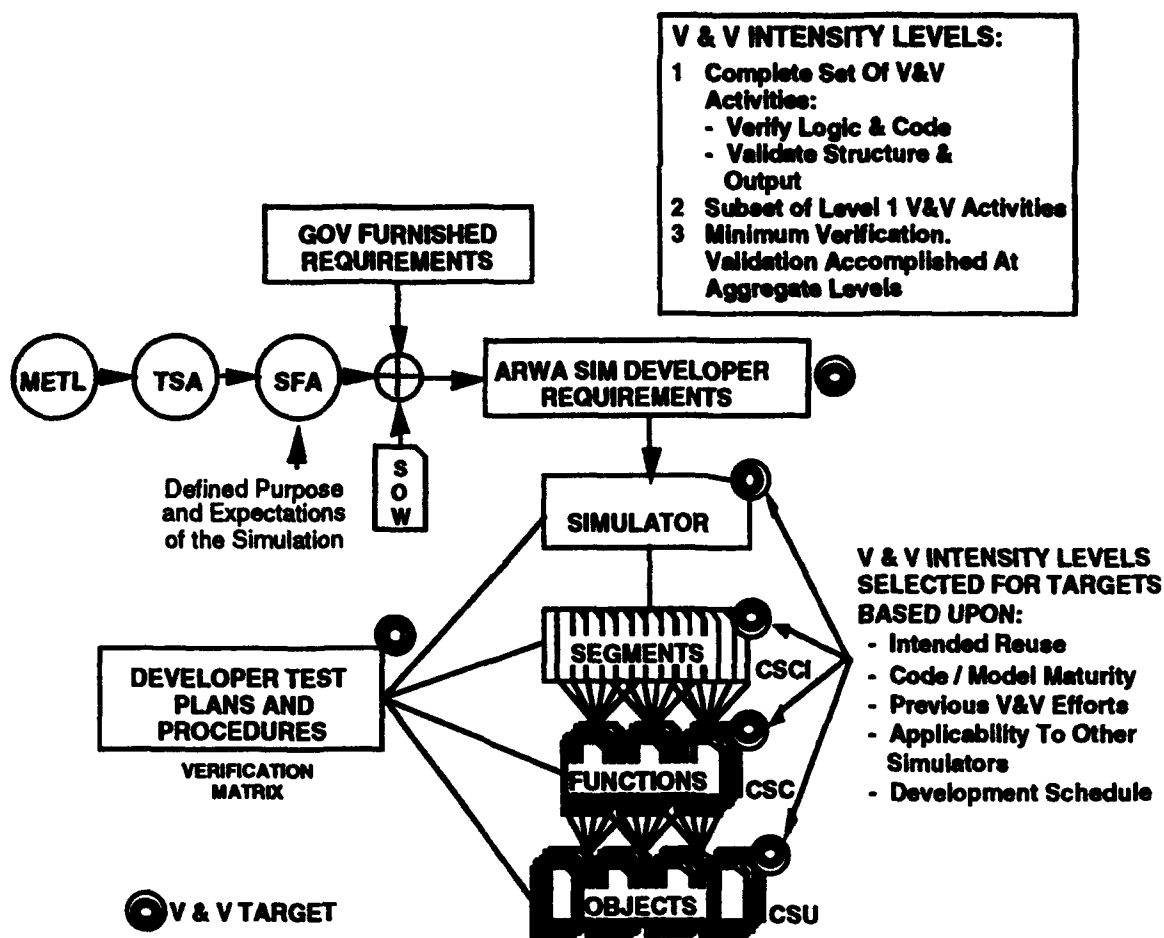 V & V INTENSITY LEVELS:
1 Complete Set Of V&V
Activities:
- Verify Logic & Code
- Validate Structure &
Output
2 Subset of Level 1 V&V Activities
3 Minimum Verification.
Validation Accomplished At
Aggregate Levels
GOV FURNISHED
REQUIREMENTS
METL
TSA
SFA
ARWA SIM DEVELOPER
REQUIREMENTS
S
O
W
Defined Purpose
and Expectations
of the Simulation
SIMULATOR
V & V INTENSITY LEVELS
SELECTED FOR TARGETS
BASED UPON:
- Intended Reuse
- Code / Model Maturity
- Previous V&V Efforts
- Applicability To Other
Simulators
- Development Schedule
SEGMENTS
CSCI
DEVELOPER TEST
PLANS AND
PROCEDURES
VERIFICATION
MATRIX
FUNCTIONS
CSC
OBJECTS
CSU
V & V TARGET